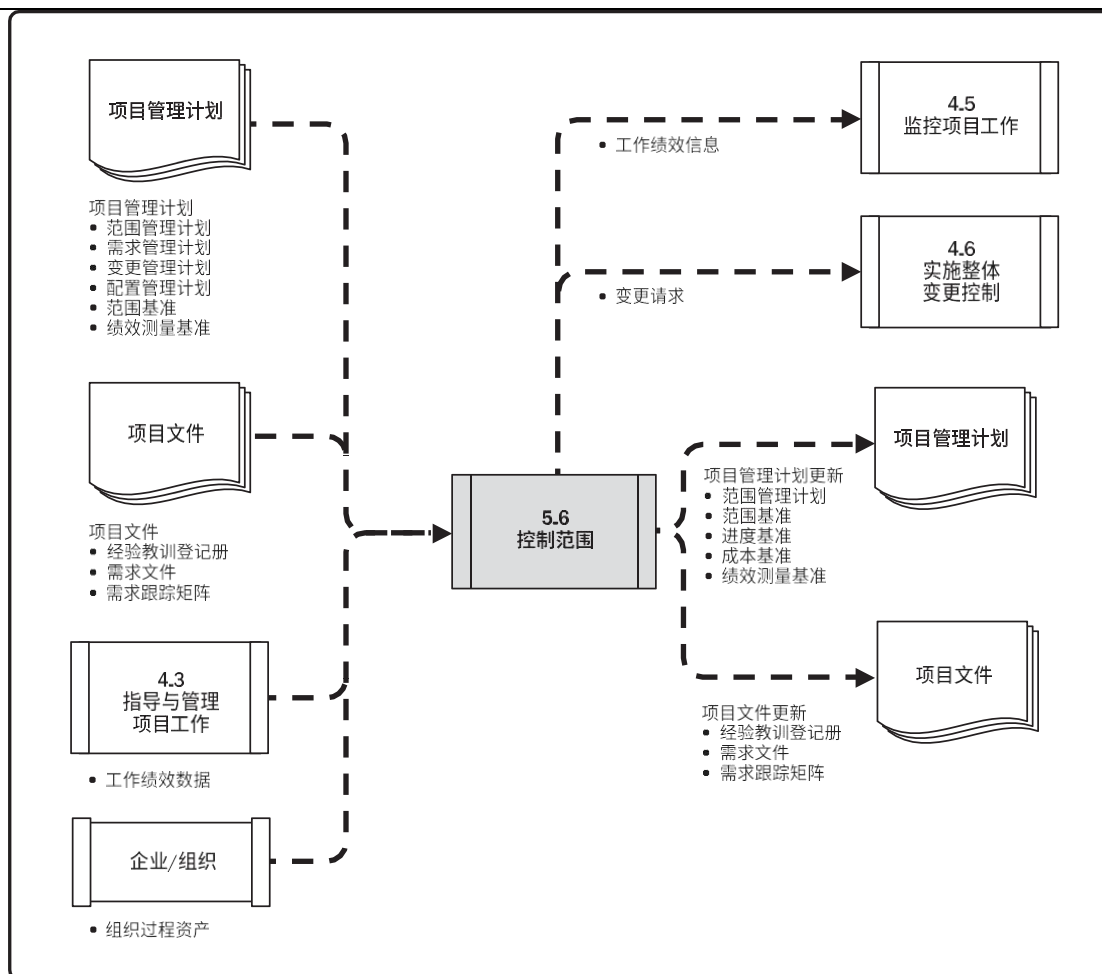 项目管理计划
项目管理计划
• 范围管理计划
• 需求管理计划
• 变更管理计划
• 配置管理计划
• 范围基准
• 绩效测量基准
项目文件
项目文件
• 经验教训登记册
• 需求文件
• 需求跟踪矩阵
4.3
指导与管理
项目工作
• 工作绩效数据
企业/组织
• 组织过程资产
5.6
控制范围
• 工作绩效信息
4.5
监控项目工作
• 变更请求
4.6
实施整体
变更控制
项目管理计划
项目管理计划更新
• 范围管理计划
• 范围基准
• 进度基准
• 成本基准
• 绩效测量基准
项目文件
项目文件更新
• 经验教训登记册
• 需求文件
• 需求跟踪矩阵